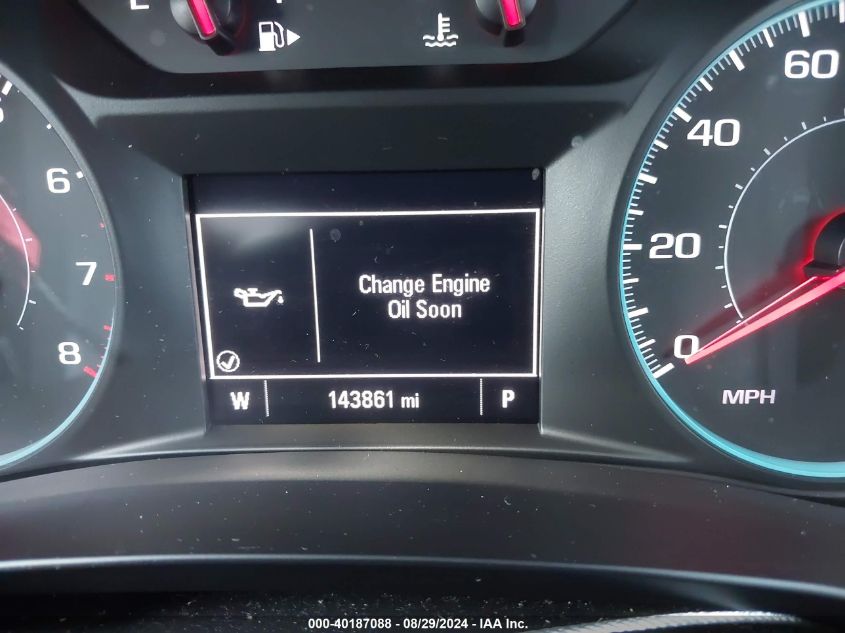 E
60
40
6
20
7
Change Engine
Oil Soon
0
8
W 143861 mi P
MPH
000-40187088 - 08/29/2024 - IAA Inc.